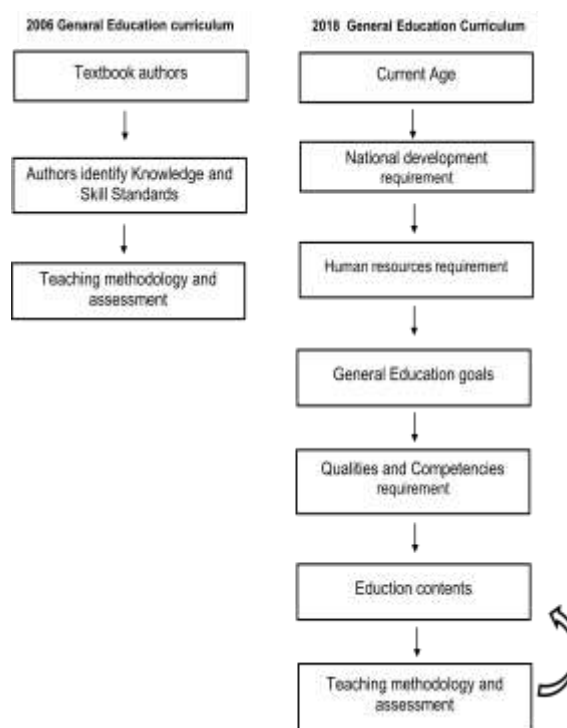 2006 Genaral Education curriculum
Textbook authors
Authors identify Knowledge and
Skill Standards
Teaching methodology and
assessment
2018 General Education Curriculum
Current Age
National development
requirement
Human resources requirement
General Education goals
Qualities and Competencies
requirement
Eduction contents
Teaching methodology and
assessment